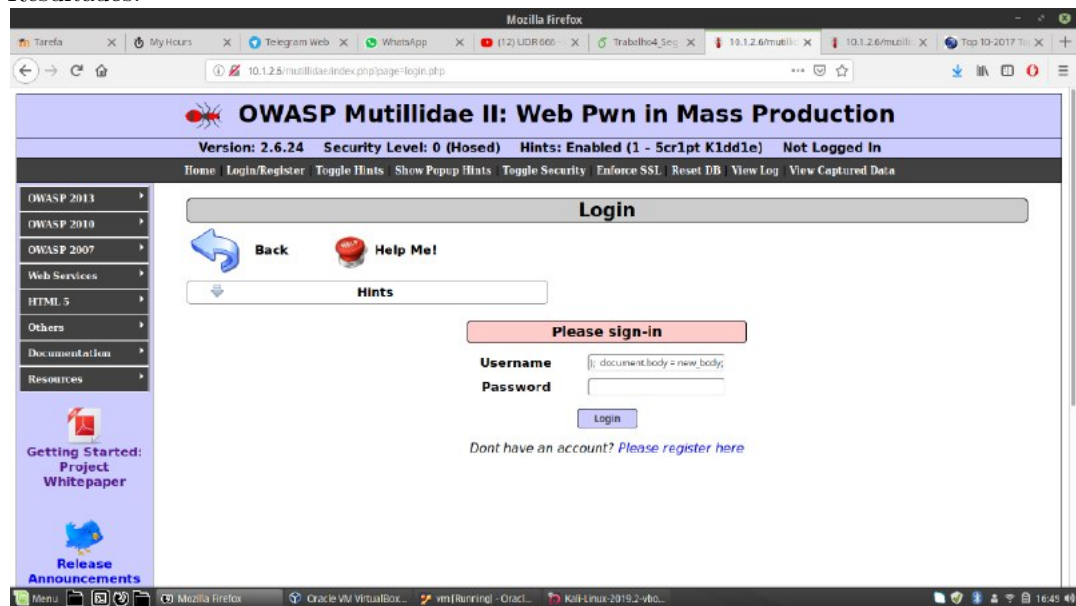 Mozilla Firefox
Tarefa
My Hours
Telegram Web
WhatsApp
(12) UDR 666
Trabalho4_Seg
10.1.2.6/mutillic
10.1.2.6/mutillic
Top 10-2017 To
10.1.2.6/mutillidae/index.php?page=login.php
OWASP Mutillidae II: Web Pwn in Mass Production
Version: 2.6.24 Security Level: 0 (Hosed) Hints: Enabled (1 - 5cr1pt K1dd1e) Not Logged In
Home | Login/Register | Toggle Hints | Show Popup Hints | Toggle Security | Enforce SSL | Reset DB | View Log | View Captured Data
OWASP 2013
OWASP 2010
OWASP 2007
Web Services
HTML 5
Others
Documentation
Resources
Getting Started:
Project
Whitepaper
Release
Announcements
Login
Back
Help Me!
Hints
Please sign-in
Username
); document.body = new_body;
Password
Login
Dont have an account? Please register here
Menu
Mozilla Firefox
Oracle VM VirtualBox...
vm [Running] - Oracl...
Kali-Linux-2019.2-vbo...
16:49